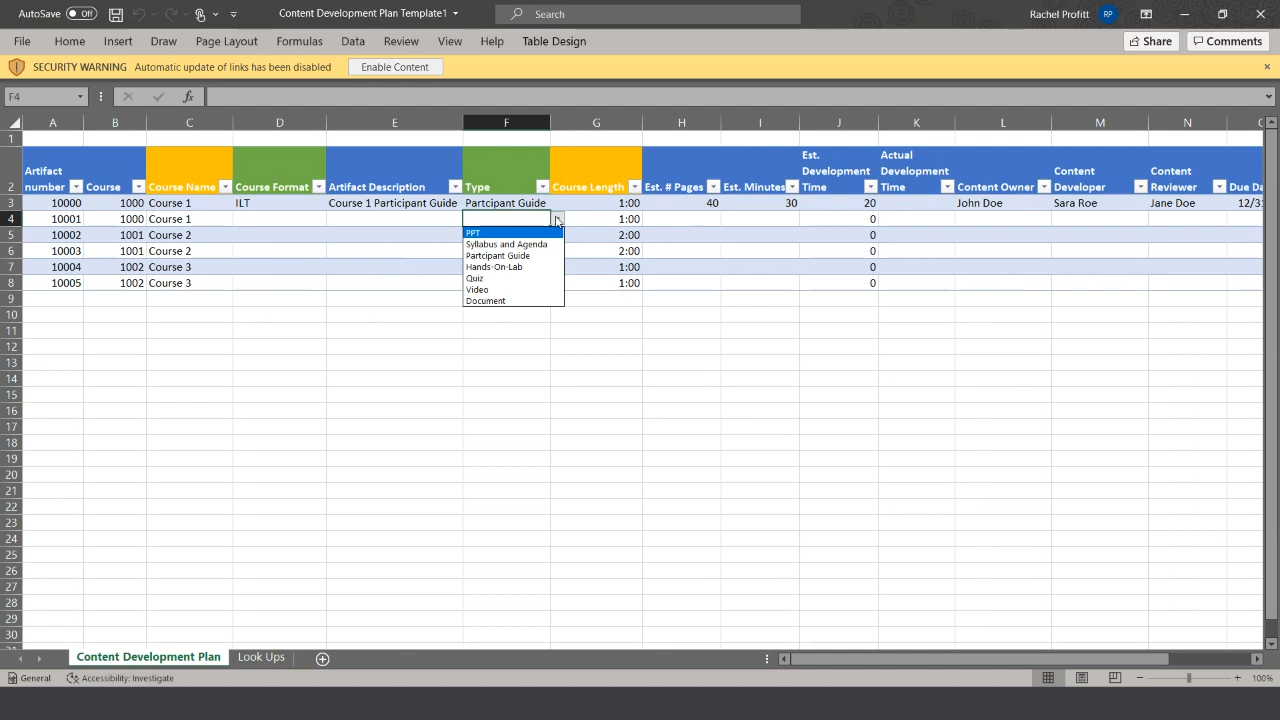 AutoSave Off Content Development Plan Template1 Search Rachel Profitt RP
File Home Insert Draw Page Layout Formulas Data Review View Help Table Design Share Comments
SECURITY WARNING Automatic update of links has been disabled Enable Content
F4 fx
A B C D E F G H I J K L M N
1
2 Artifact number Course Course Name Course Format Artifact Description Type Course Length Est. # Pages Est. Minutes Est. Development Time Actual Development Time Content Owner Content Developer Content Reviewer Due Da
3 10000 1000 Course 1 ILT Course 1 Participant Guide Partcipant Guide 1:00 40 30 20 John Doe Sara Roe Jane Doe 12/31
4 10001 1000 Course 1 1:00 0
5 10002 1001 Course 2 2:00 0
6 10003 1001 Course 2 2:00 0
7 10004 1002 Course 3 1:00 0
8 10005 1002 Course 3 1:00 0
PPT
Syllabus and Agenda
Partcipant Guide
Hands-On-Lab
Quiz
Video
Document
9
10
11
12
13
14
15
16
17
18
19
20
21
22
23
24
25
26
27
28
29
30
Content Development Plan Look Ups
General Accessibility: Investigate 100%